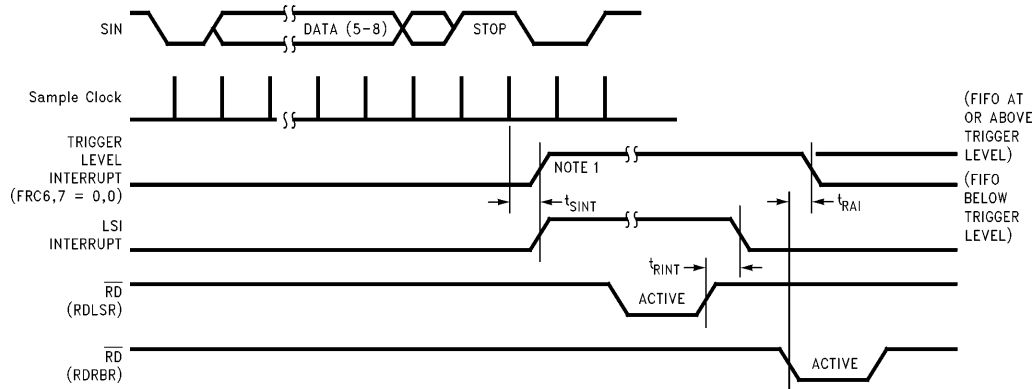 SIN
DATA (5-8)
STOP
Sample Clock
(FIFO AT
OR ABOVE
TRIGGER
LEVEL)
TRIGGER
LEVEL
INTERRUPT
(FRC6,7 = 0,0)
NOTE 1
(FIFO
BELOW
TRIGGER
LEVEL)
tSINT
tRAI
LSI
INTERRUPT
tRINT
RD
(RDLSR)
ACTIVE
RD
(RDRBR)
ACTIVE